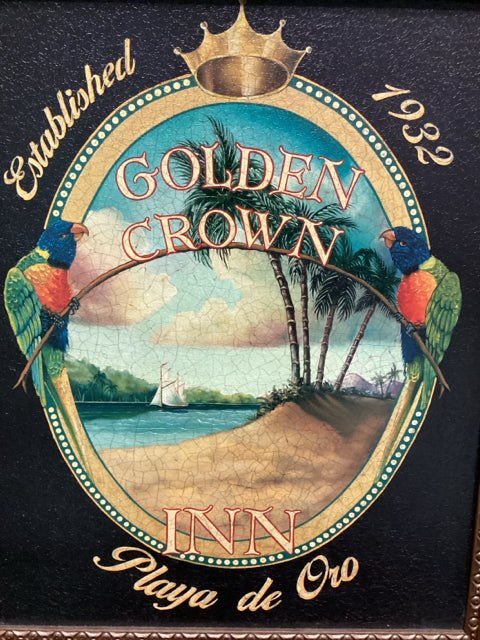 Established 1932
GOLDEN
CROWN
INN
Playa de Oro